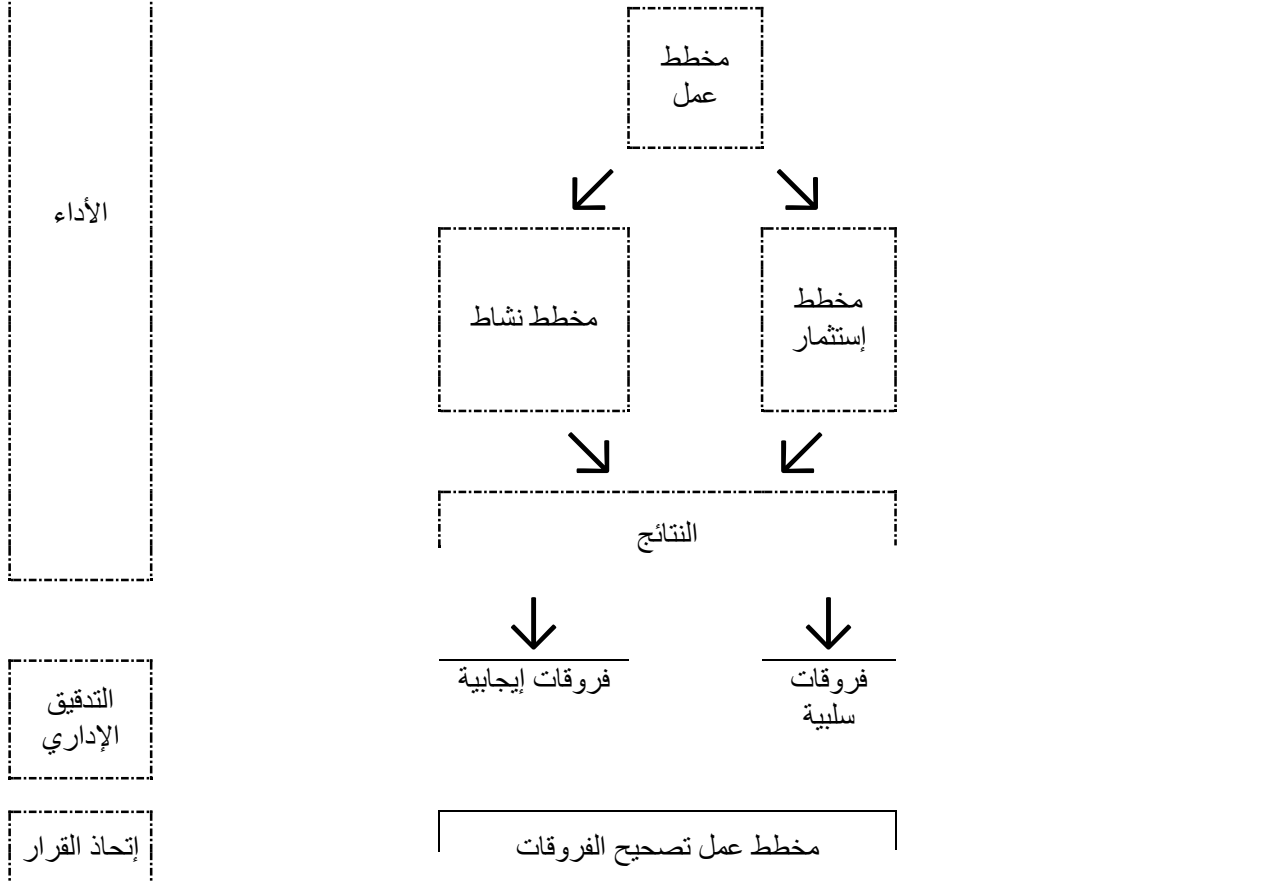 مخطط
عمل
الأداء
مخطط
إستثمار
مخطط نشاط
النتائج
فروقات
سلبية
فروقات إيجابية
التدقيق
الإداري
مخطط عمل تصحيح الفروقات
إتحاذ القرار